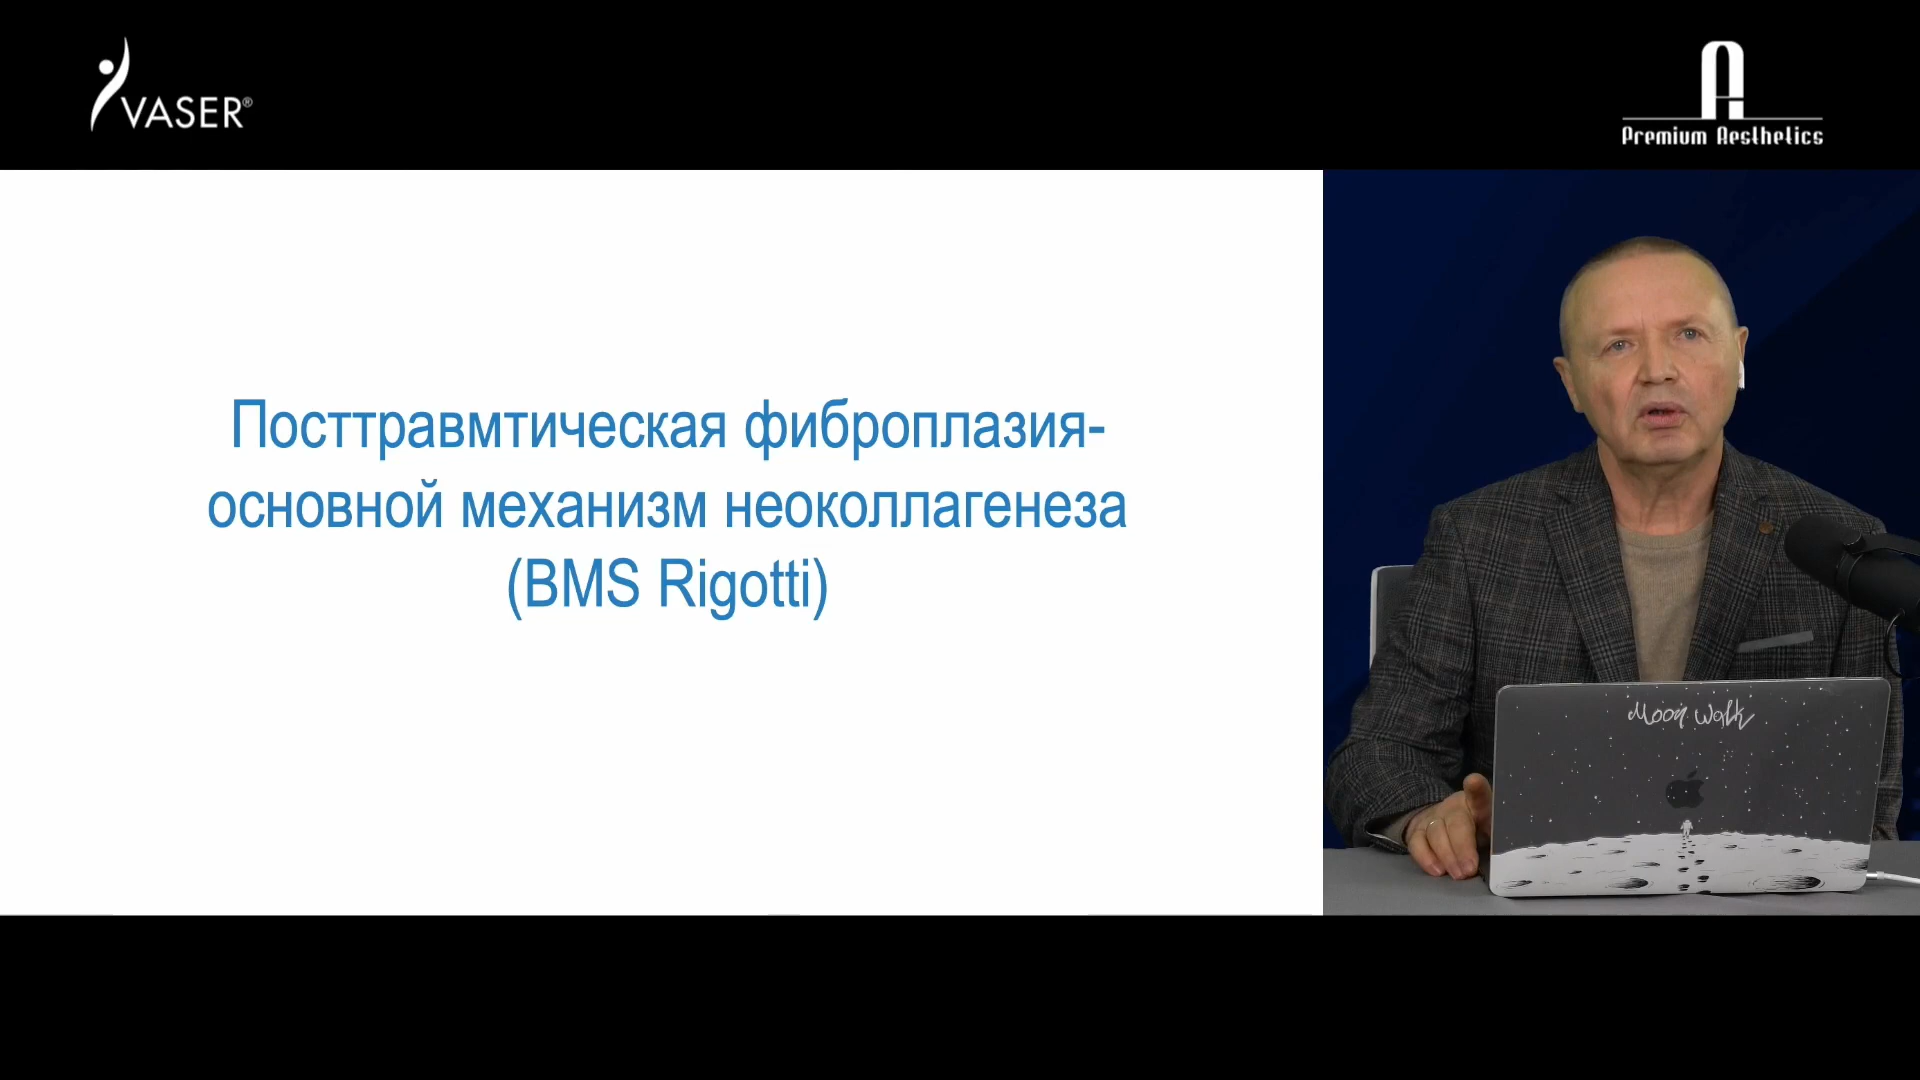 VASER®
Premium Aesthetics
Посттравмтическая фиброплазия-
основной механизм неоколлагенеза
(BMS Rigotti)
Moon Walk